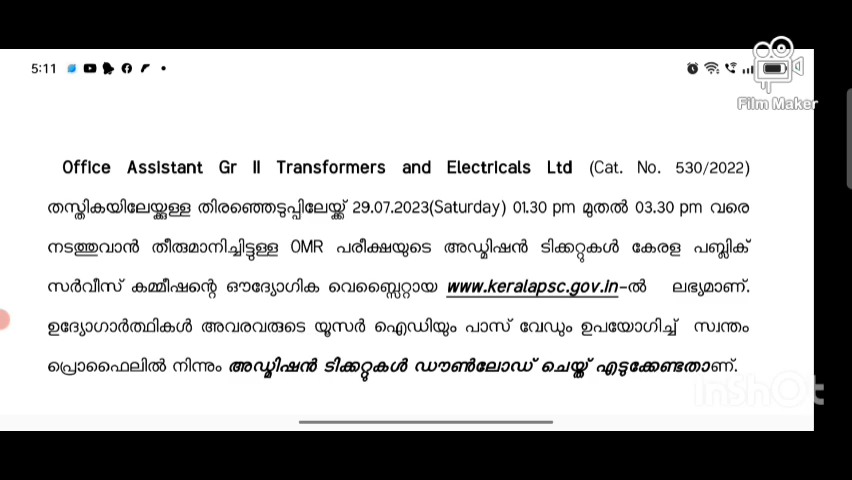 5:11
Film Maker
Office Assistant Gr II Transformers and Electricals Ltd (Cat. No. 530/2022)
തസ്തികയിലേയ്ക്കുള്ള തിരഞ്ഞെടുപ്പിലേയ്ക്ക് 29.07.2023(Saturday) 01.30 pm മുതൽ 03.30 pm വരെ
നടത്തുവാൻ തീരുമാനിച്ചിട്ടുള്ള OMR പരീക്ഷയുടെ അഡ്മിഷൻ ടിക്കറ്റുകൾ കേരള പബ്ലിക്
സർവീസ് കമ്മീഷന്റെ ഔദ്യോഗിക വെബ്സൈറ്റായ www.keralapsc.gov.in-ൽ ലഭ്യമാണ്.
ഉദ്യോഗാർത്ഥികൾ അവരവരുടെ യൂസർ ഐഡിയും പാസ് വേഡും ഉപയോഗിച്ച് സ്വന്തം
പ്രൊഫൈലിൽ നിന്നും അഡ്മിഷൻ ടിക്കറ്റുകൾ ഡൗൺലോഡ് ചെയ്ത് എടുക്കേണ്ടതാണ്.
InShOt